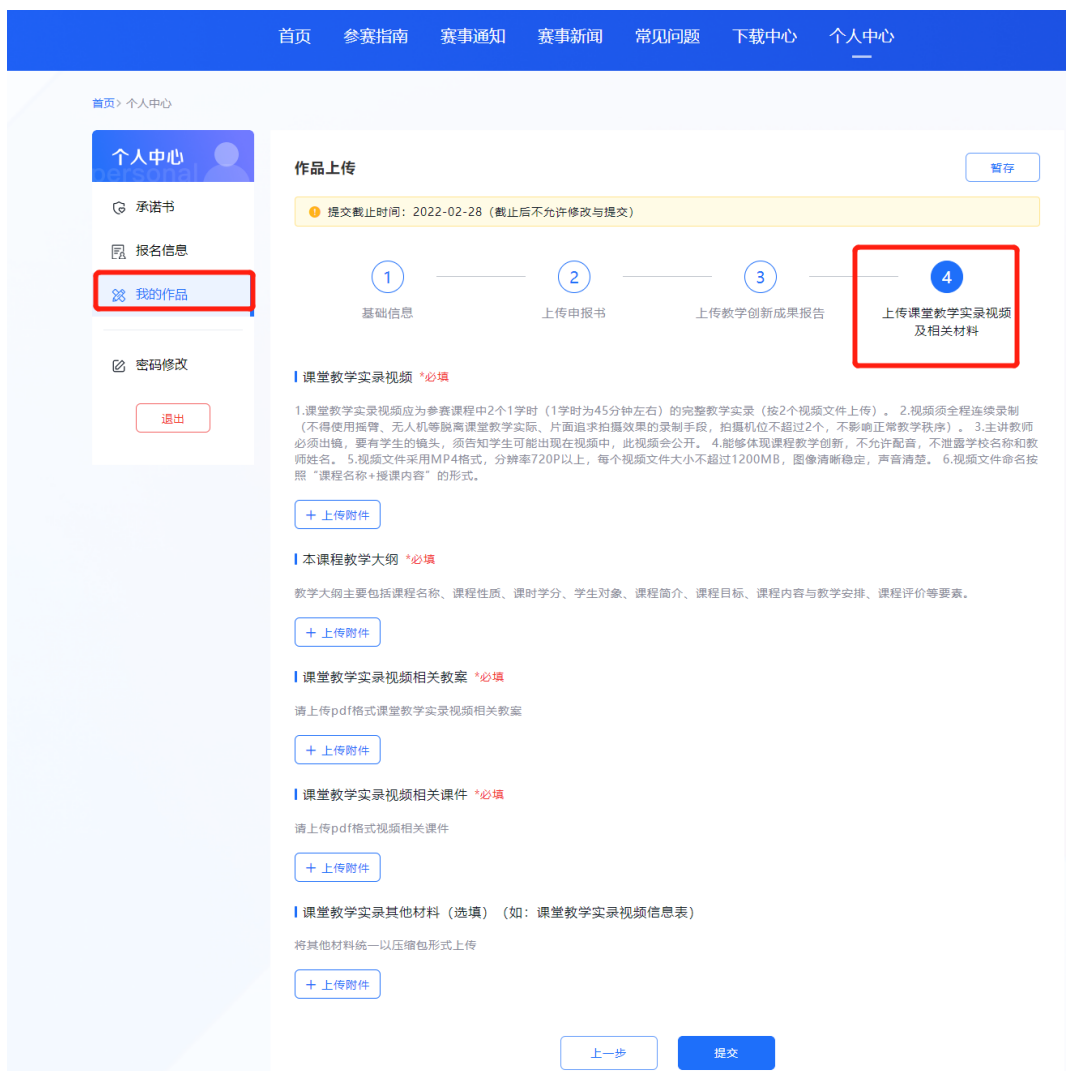 首页 参赛指南 赛事通知 赛事新闻 常见问题 下载中心 个人中心
首页> 个人中心
个人中心
personal
承诺书
报名信息
我的作品
密码修改
退出
作品上传
暂存
提交截止时间：2022-02-28（截止后不允许修改与提交）
1
2
3
4
基础信息
上传申报书
上传教学创新成果报告
上传课堂教学实录视频
及相关材料
课堂教学实录视频 *必填
1.课堂教学实录视频应为参赛课程中2个1学时（1学时为45分钟左右）的完整教学实录（按2个视频文件上传）。 2.视频须全程连续录制
（不得使用摇臂、无人机等脱离课堂教学实际、片面追求拍摄效果的录制手段，拍摄机位不超过2个，不影响正常教学秩序）。 3.主讲教师
必须出镜，要有学生的镜头，须告知学生可能出现在视频中，此视频会公开。 4.能够体现课程教学创新，不允许配音，不泄露学校名称和教
师姓名。 5.视频文件采用MP4格式，分辨率720P以上，每个视频文件大小不超过1200MB，图像清晰稳定，声音清楚。 6.视频文件命名按
照“课程名称+授课内容”的形式。
+ 上传附件
本课程教学大纲 *必填
教学大纲主要包括课程名称、课程性质、课时学分、学生对象、课程简介、课程目标、课程内容与教学安排、课程评价等要素。
+ 上传附件
课堂教学实录视频相关教案 *必填
请上传pdf格式课堂教学实录视频相关教案
+ 上传附件
课堂教学实录视频相关课件 *必填
请上传pdf格式视频相关课件
+ 上传附件
课堂教学实录其他材料（选填）（如：课堂教学实录视频信息表）
将其他材料统一以压缩包形式上传
+ 上传附件
上一步
提交